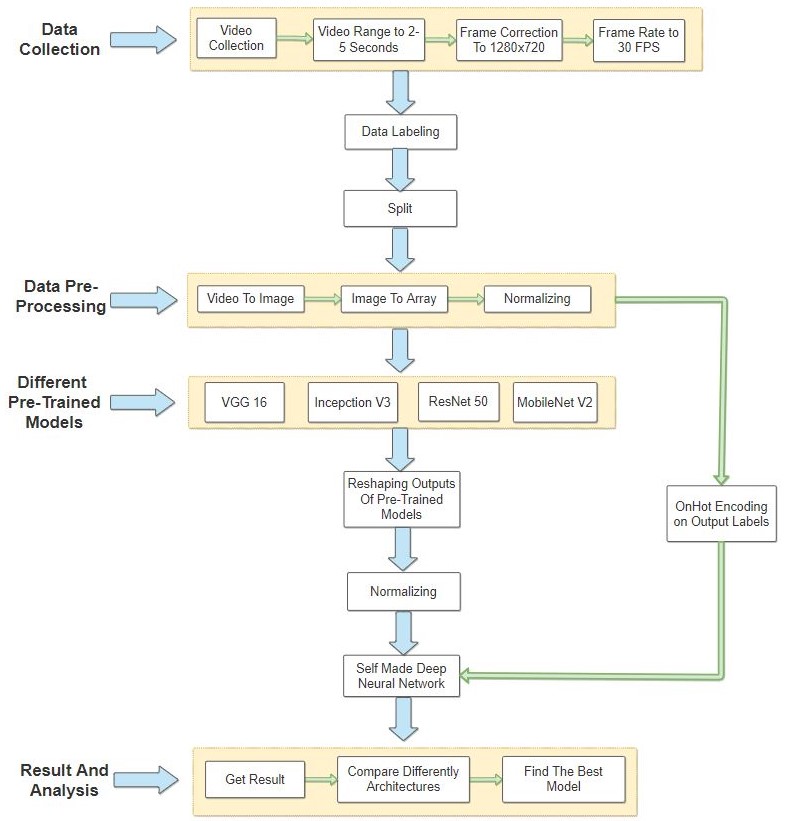 Data
Collection
Video
Collection
Video Range to 2-
5 Seconds
Frame Correction
To 1280x720
Frame Rate to
30 FPS
Data Labeling
Split
Data Pre-
Processing
Video To Image
Image To Array
Normalizing
Different
Pre-Trained
Models
VGG 16
Incepction V3
ResNet 50
MobileNet V2
Reshaping Outputs
Of Pre-Trained
Models
OnHot Encoding
on Output Labels
Normalizing
Self Made Deep
Neural Network
Result And
Analysis
Get Result
Compare Differently
Architectures
Find The Best
Model